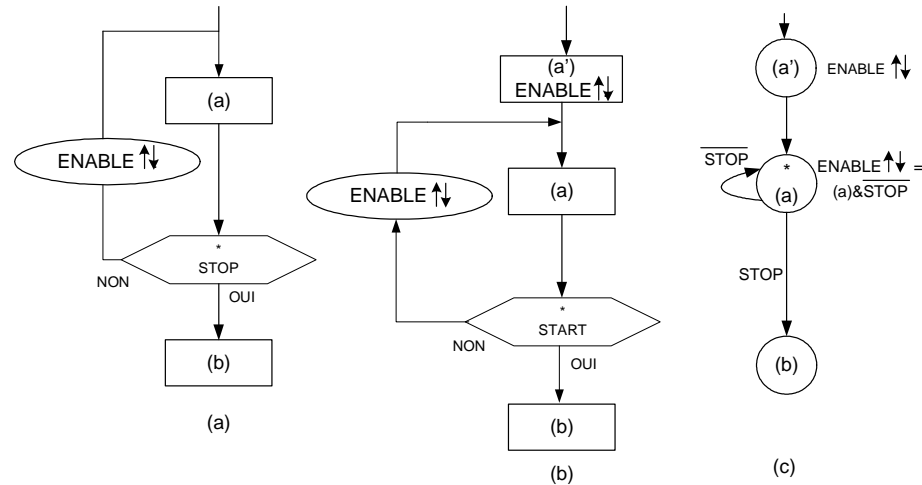 (a)
ENABLE ↑↓
*
STOP
NON
OUI
(b)
(a)
(a')
ENABLE ↑↓
ENABLE ↑↓
(a)
*
START
NON
OUI
(b)
(b)
(a')
ENABLE ↑↓
STOP
*
(a)
ENABLE ↑↓ =
(a)&STOP
STOP
(b)
(c)